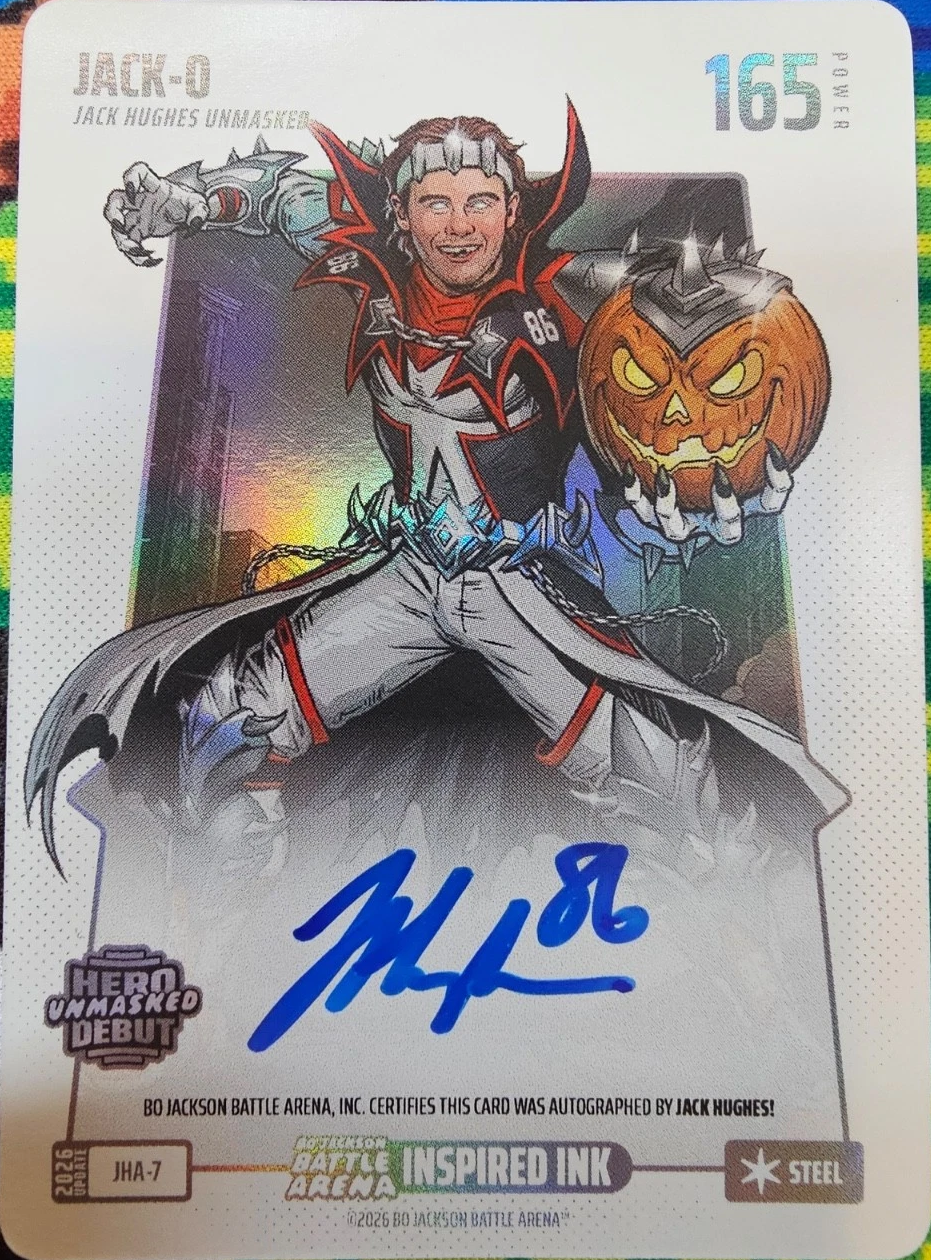 JACK-O
JACK HUGHES UNMASKED
165
POWER
86
86
86
HERO
UNMASKED
DEBUT
BO JACKSON BATTLE ARENA, INC. CERTIFIES THIS CARD WAS AUTOGRAPHED BY JACK HUGHES!
2026
UPDATE
JHA-7
BO JACKSON
BATTLE
ARENA
INSPIRED INK
STEEL
©2026 BO JACKSON BATTLE ARENA™